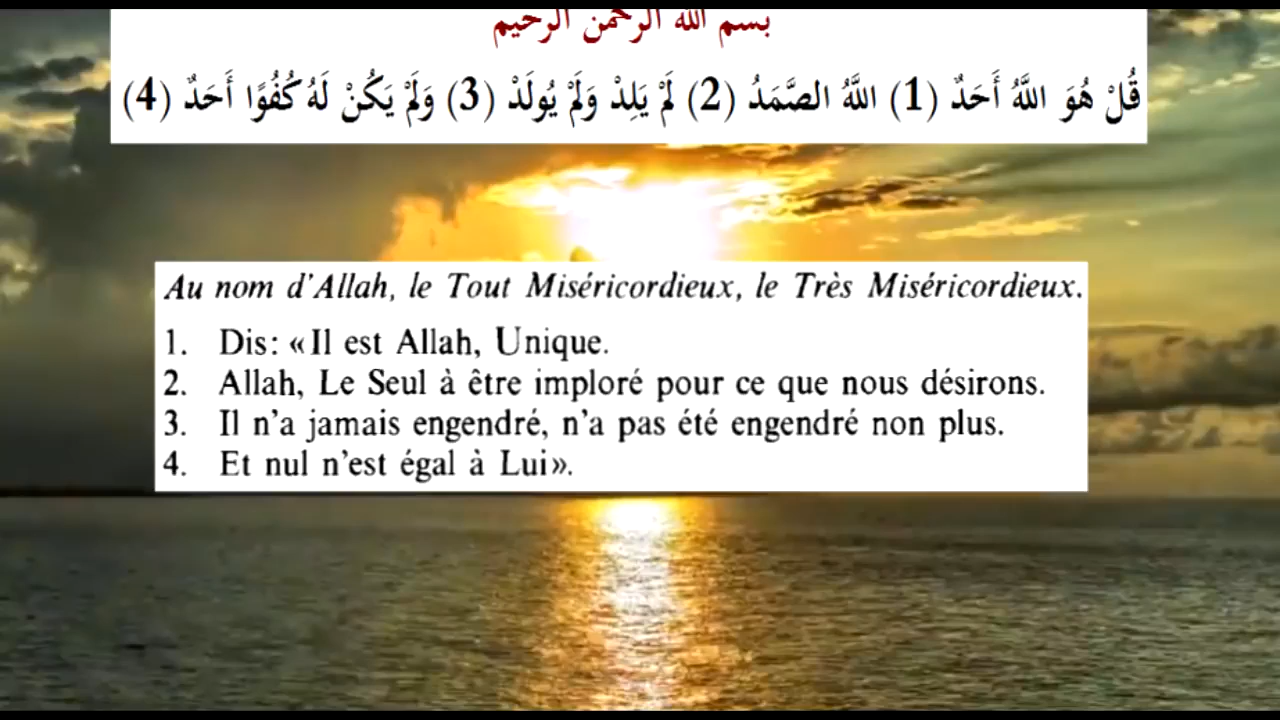 بسم الله الرحمن الرحيم
قُلْ هُوَ اللَّهُ أَحَدٌ (1) اللَّهُ الصَّمَدُ (2) لَمْ يَلِدْ وَلَمْ يُولَدْ (3) وَلَمْ يَكُنْ لَهُ كُفُوًا أَحَدٌ (4)
Au nom d'Allah, le Tout Miséricordieux, le Très Miséricordieux.
1. Dis: «Il est Allah, Unique.
2. Allah, Le Seul à être imploré pour ce que nous désirons.
3. Il n'a jamais engendré, n'a pas été engendré non plus.
4. Et nul n'est égal à Lui».